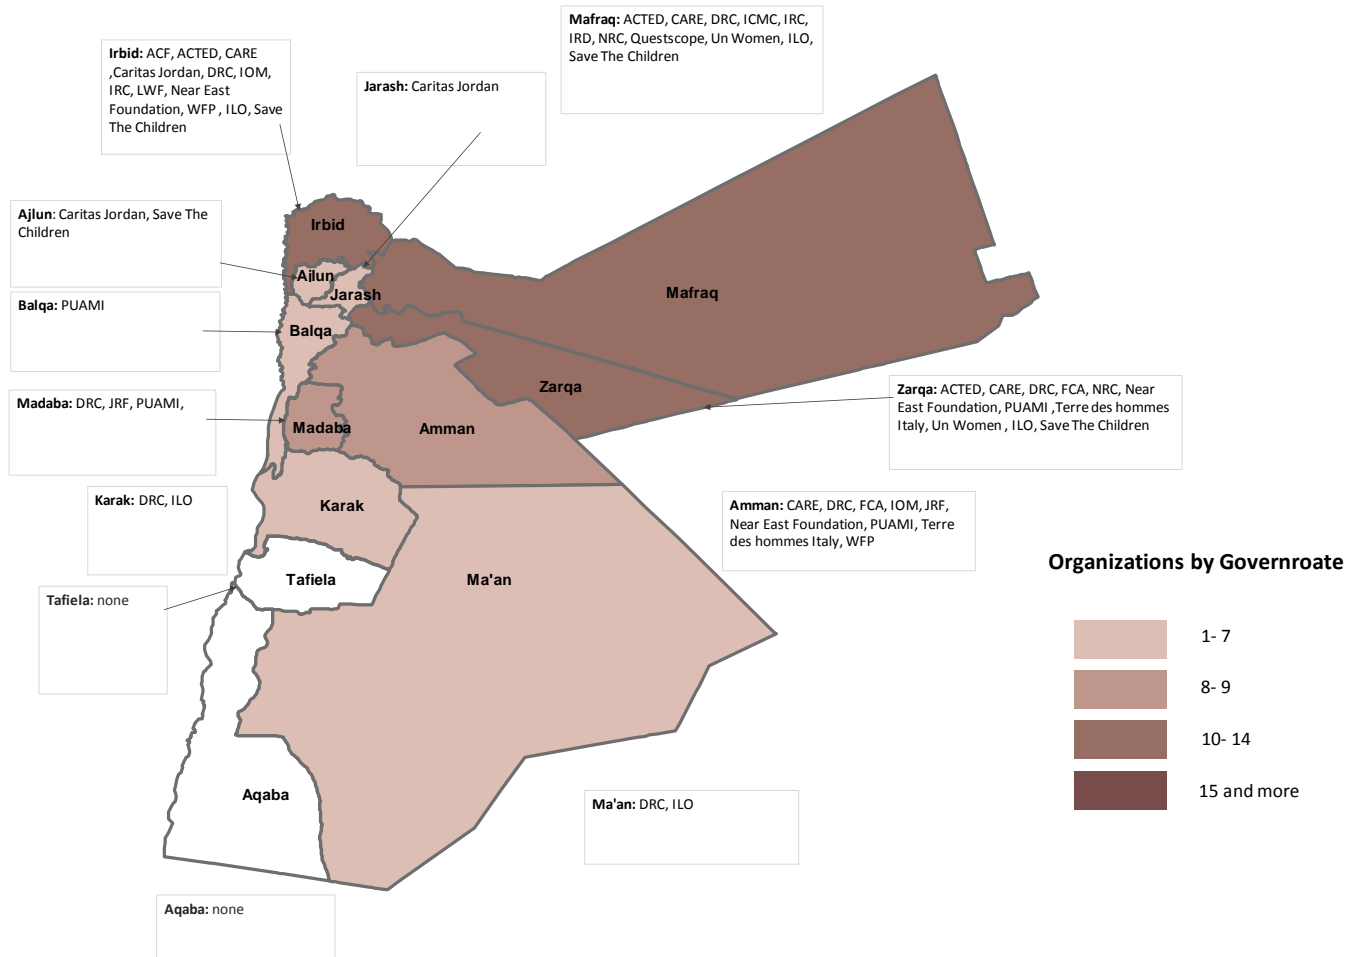 Mafraq: ACTED, CARE, DRC, ICMC, IRC,
IRD, NRC, Questscope, Un Women, ILO,
Save The Children
Irbid: ACF, ACTED, CARE
,Caritas Jordan, DRC, IOM,
IRC, LWF, Near East
Foundation, WFP , ILO, Save
The Children
Jarash: Caritas Jordan
Ajlun: Caritas Jordan, Save The
Children
Balqa: PUAMI
Madaba: DRC, JRF, PUAMI,
Karak: DRC, ILO
Tafiela: none
Aqaba: none
Ma'an: DRC, ILO
Amman: CARE, DRC, FCA, IOM, JRF,
Near East Foundation, PUAMI, Terre
des hommes Italy, WFP
Zarqa: ACTED, CARE, DRC, FCA, NRC, Near
East Foundation, PUAMI ,Terre des hommes
Italy, Un Women , ILO, Save The Children
Irbid
Ajlun
Jarash
Mafraq
Balqa
Zarqa
Madaba
Amman
Karak
Tafiela
Ma'an
Aqaba
Organizations by Governroate
1- 7
8- 9
10- 14
15 and more